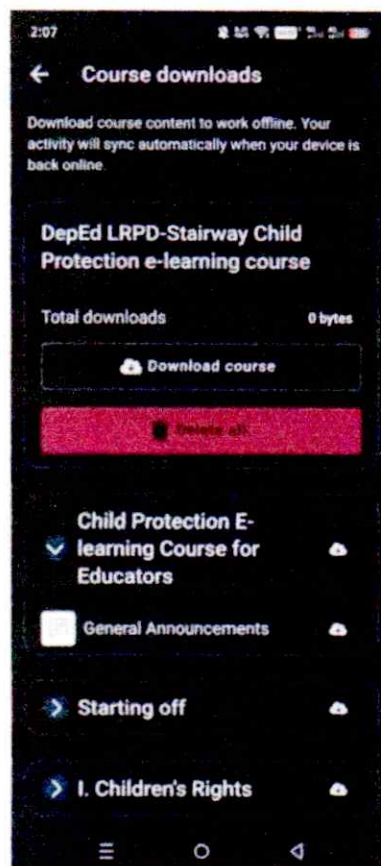 2:07
Course downloads
Download course content to work offline. Your
activity will sync automatically when your device is
back online.
DepEd LRPD-Stairway Child
Protection e-learning course
Total downloads 0 bytes
Download course
Delete all
Child Protection E-
learning Course for
Educators
General Announcements
Starting off
I. Children's Rights